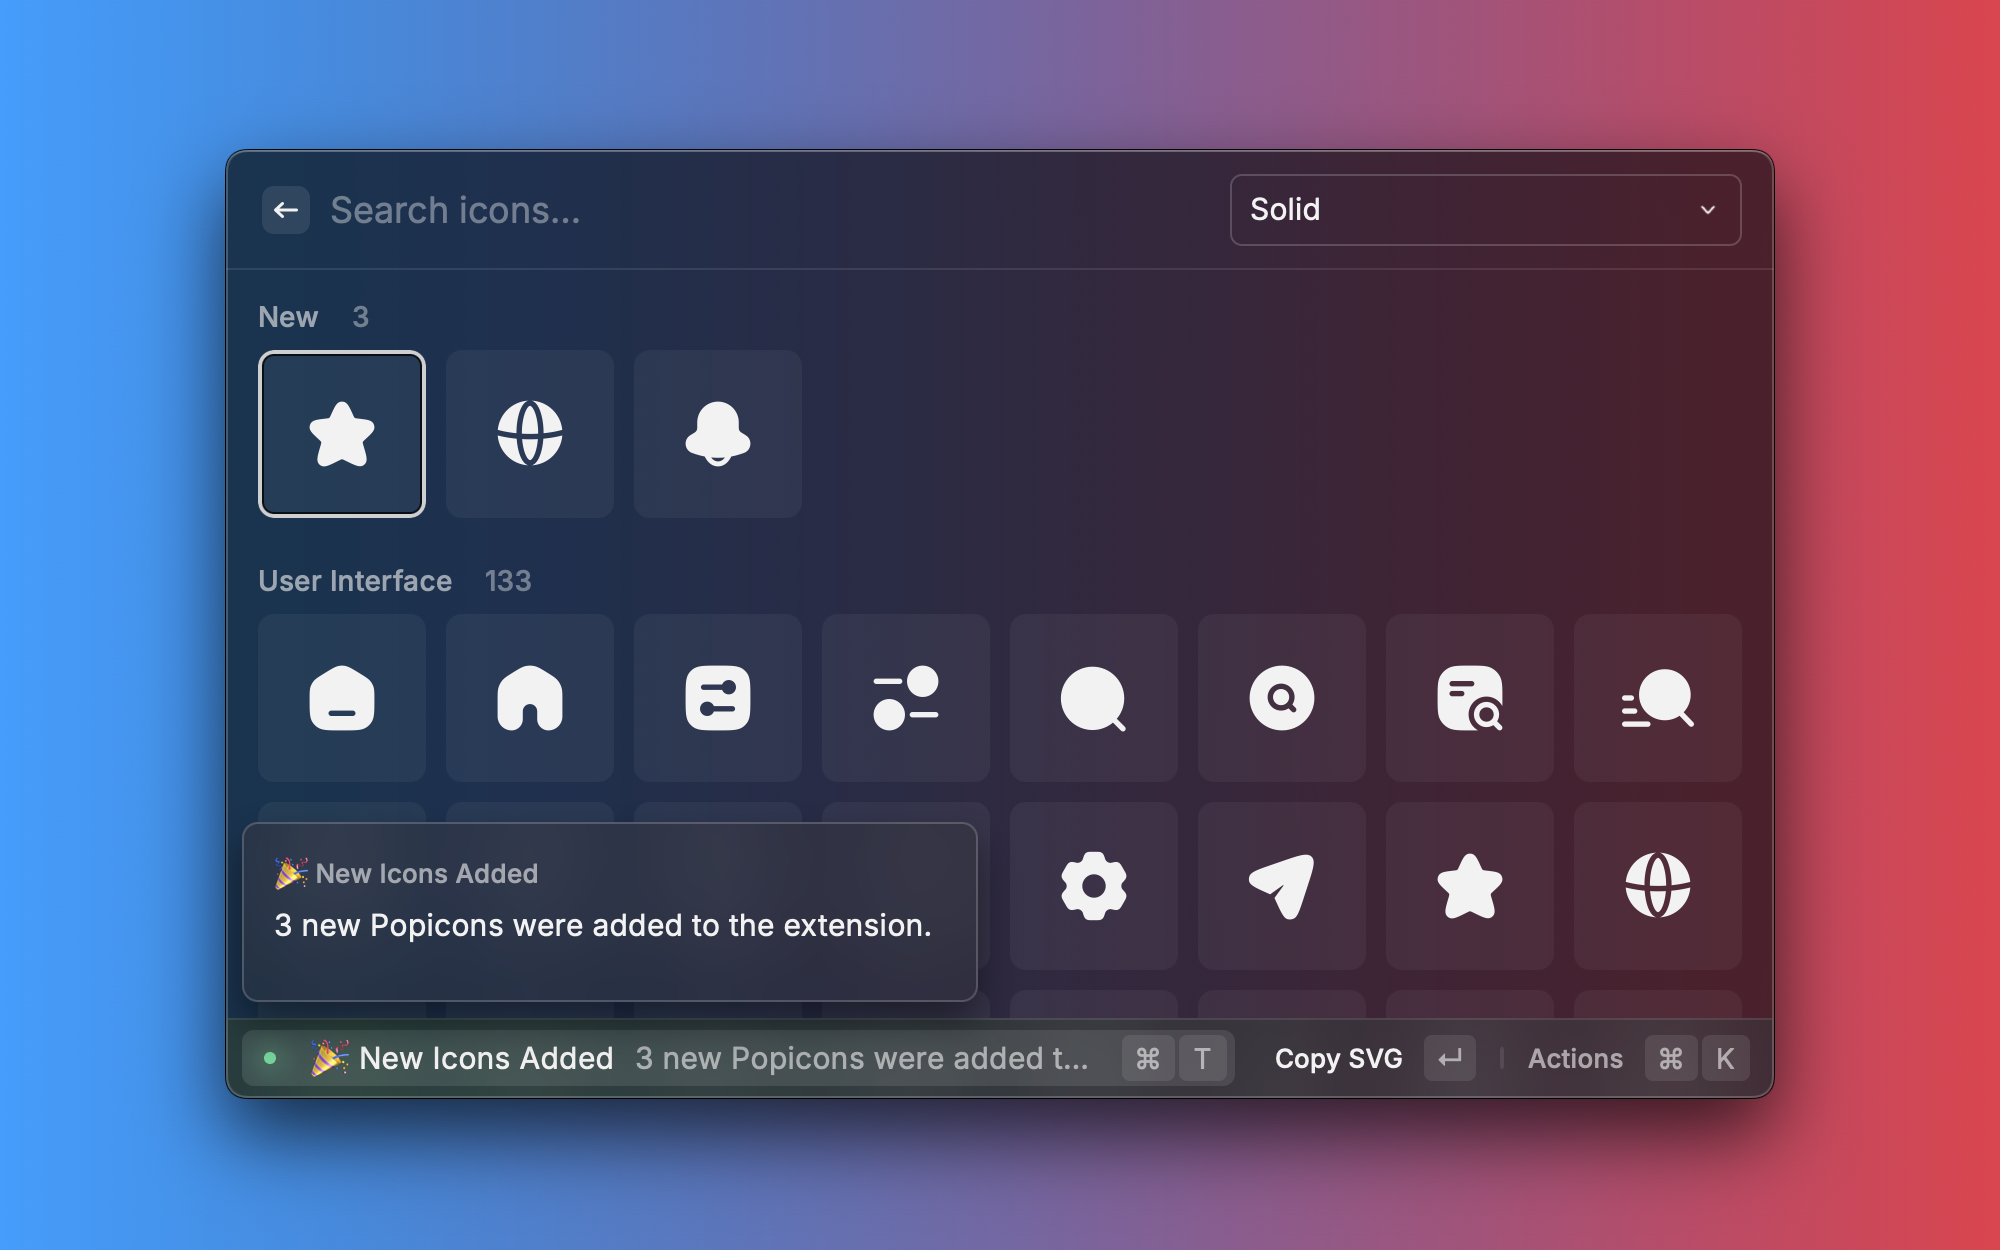 Search icons...
Solid
New 3
User Interface 133
🎉 New Icons Added
3 new Popicons were added to the extension.
🎉 New Icons Added 3 new Popicons were added t... ⌘ T Copy SVG ↵ Actions ⌘ K